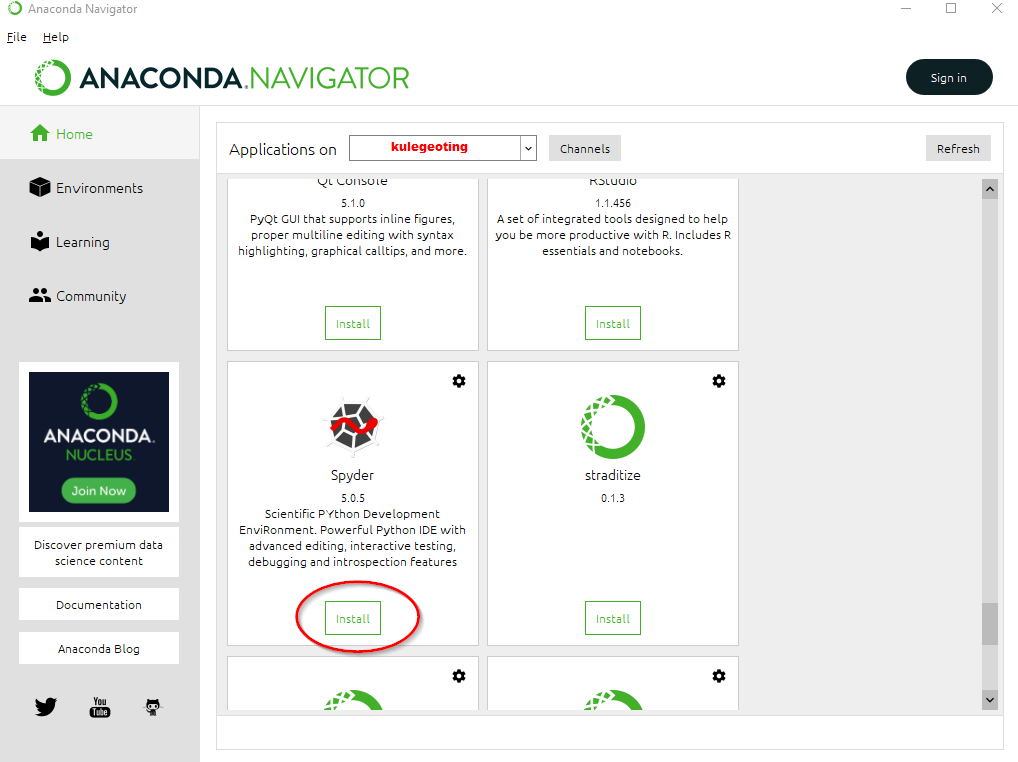 Anaconda Navigator
File Help
ANACONDA.NAVIGATOR
Sign in
Home
Environments
Learning
Community
ANACONDA.
NUCLEUS
Join Now
Discover premium data
science content
Documentation
Anaconda Blog
You
Tube
Applications on kulegeoting Channels Refresh
Qt Console
5.1.0
PyQt GUI that supports inline figures,
proper multiline editing with syntax
highlighting, graphical calltips, and more.
Install
RStudio
1.1.456
A set of integrated tools designed to help
you be more productive with R. Includes R
essentials and notebooks.
Install
Spyder
5.0.5
Scientific PYthon Development
EnviRonment. Powerful Python IDE with
advanced editing, interactive testing,
debugging and introspection features
Install
straditize
0.1.3
Install